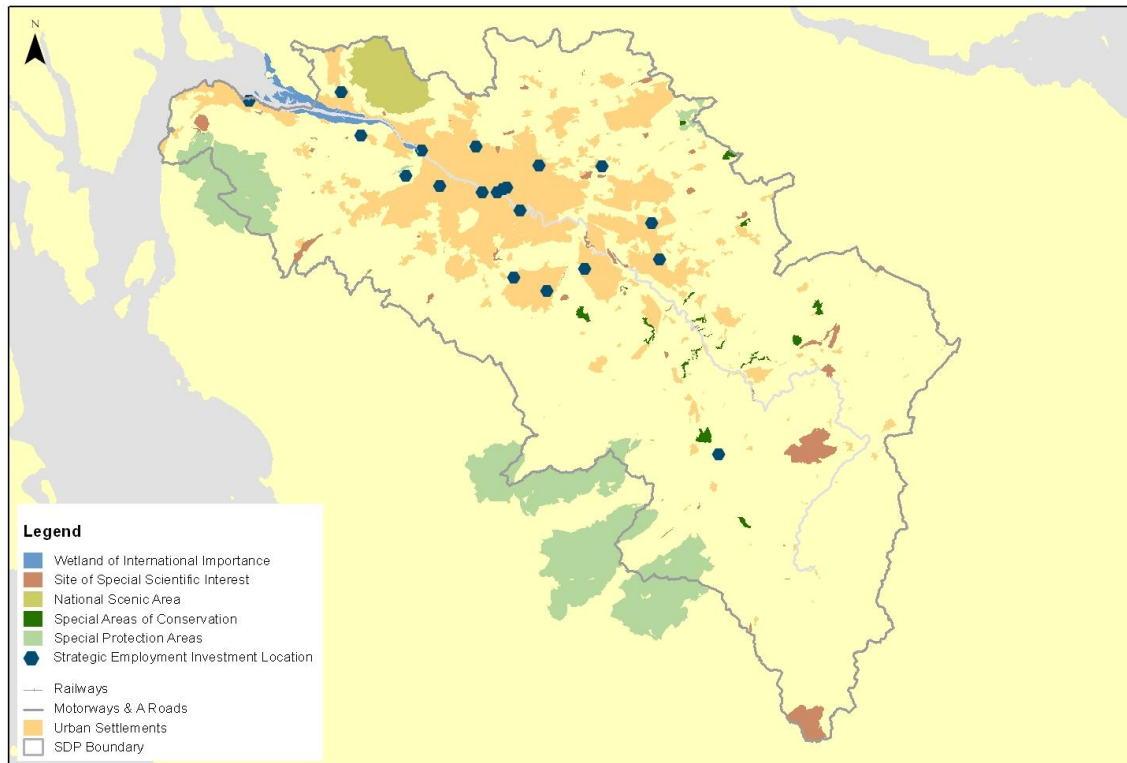 N
Legend
Wetland of International Importance
Site of Special Scientific Interest
National Scenic Area
Special Areas of Conservation
Special Protection Areas
Strategic Employment Investment Location
Railways
Motorways & A Roads
Urban Settlements
SDP Boundary